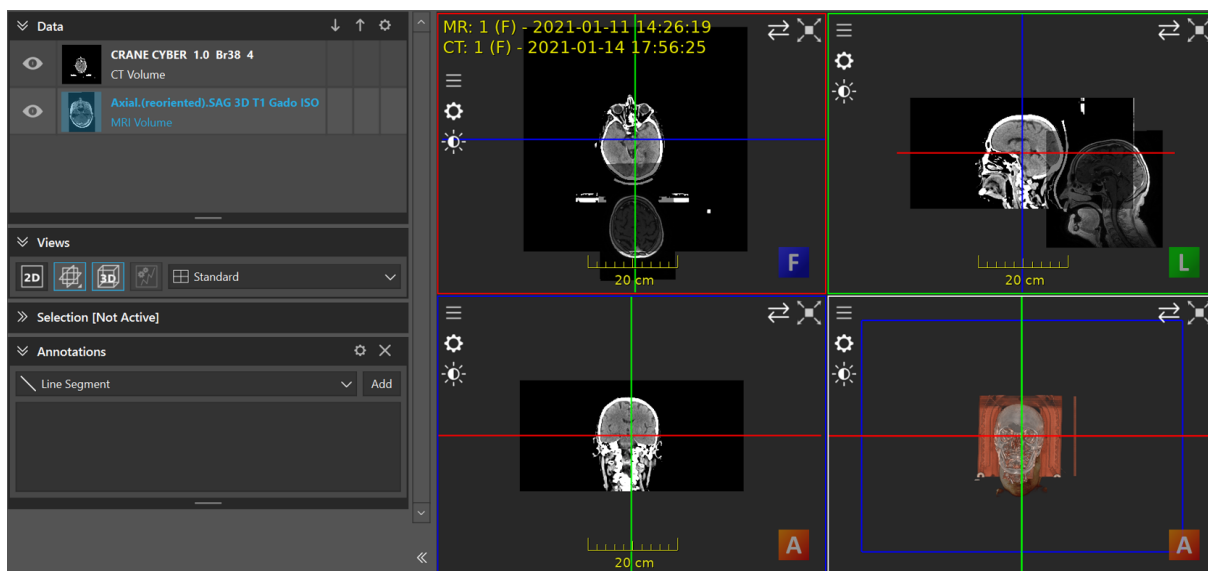 Data
CRANE CYBER 1.0 Br38 4
CT Volume
Axial.(reoriented).SAG 3D T1 Gado ISO
MRI Volume
Views
2D
3D
Standard
Selection [Not Active]
Annotations
Line Segment
Add
MR: 1 (F) - 2021-01-11 14:26:19
CT: 1 (F) - 2021-01-14 17:56:25
20 cm
F
20 cm
L
20 cm
A
A